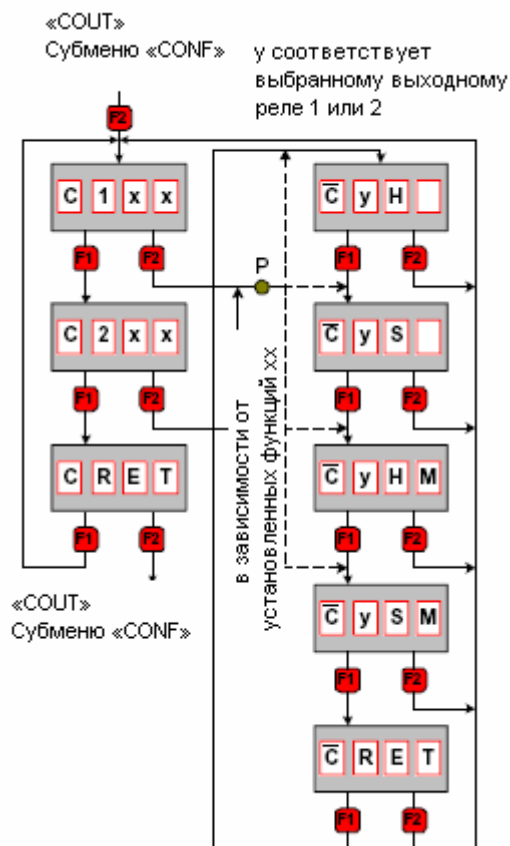 «COUT»
Субменю «CONF»
у соответствует
выбранному выходному
реле 1 или 2
F2
C 1 x x
F1 F2
C 2 x x
F1 F2
C R E T
F1 F2
«COUT»
Субменю «CONF»
P
в зависимости от
установленных функций xx
C̅ y H
F1 F2
C̅ y S
F1 F2
C̅ y H M
F1 F2
C̅ y S M
F1 F2
C̅ R E T
F1 F2